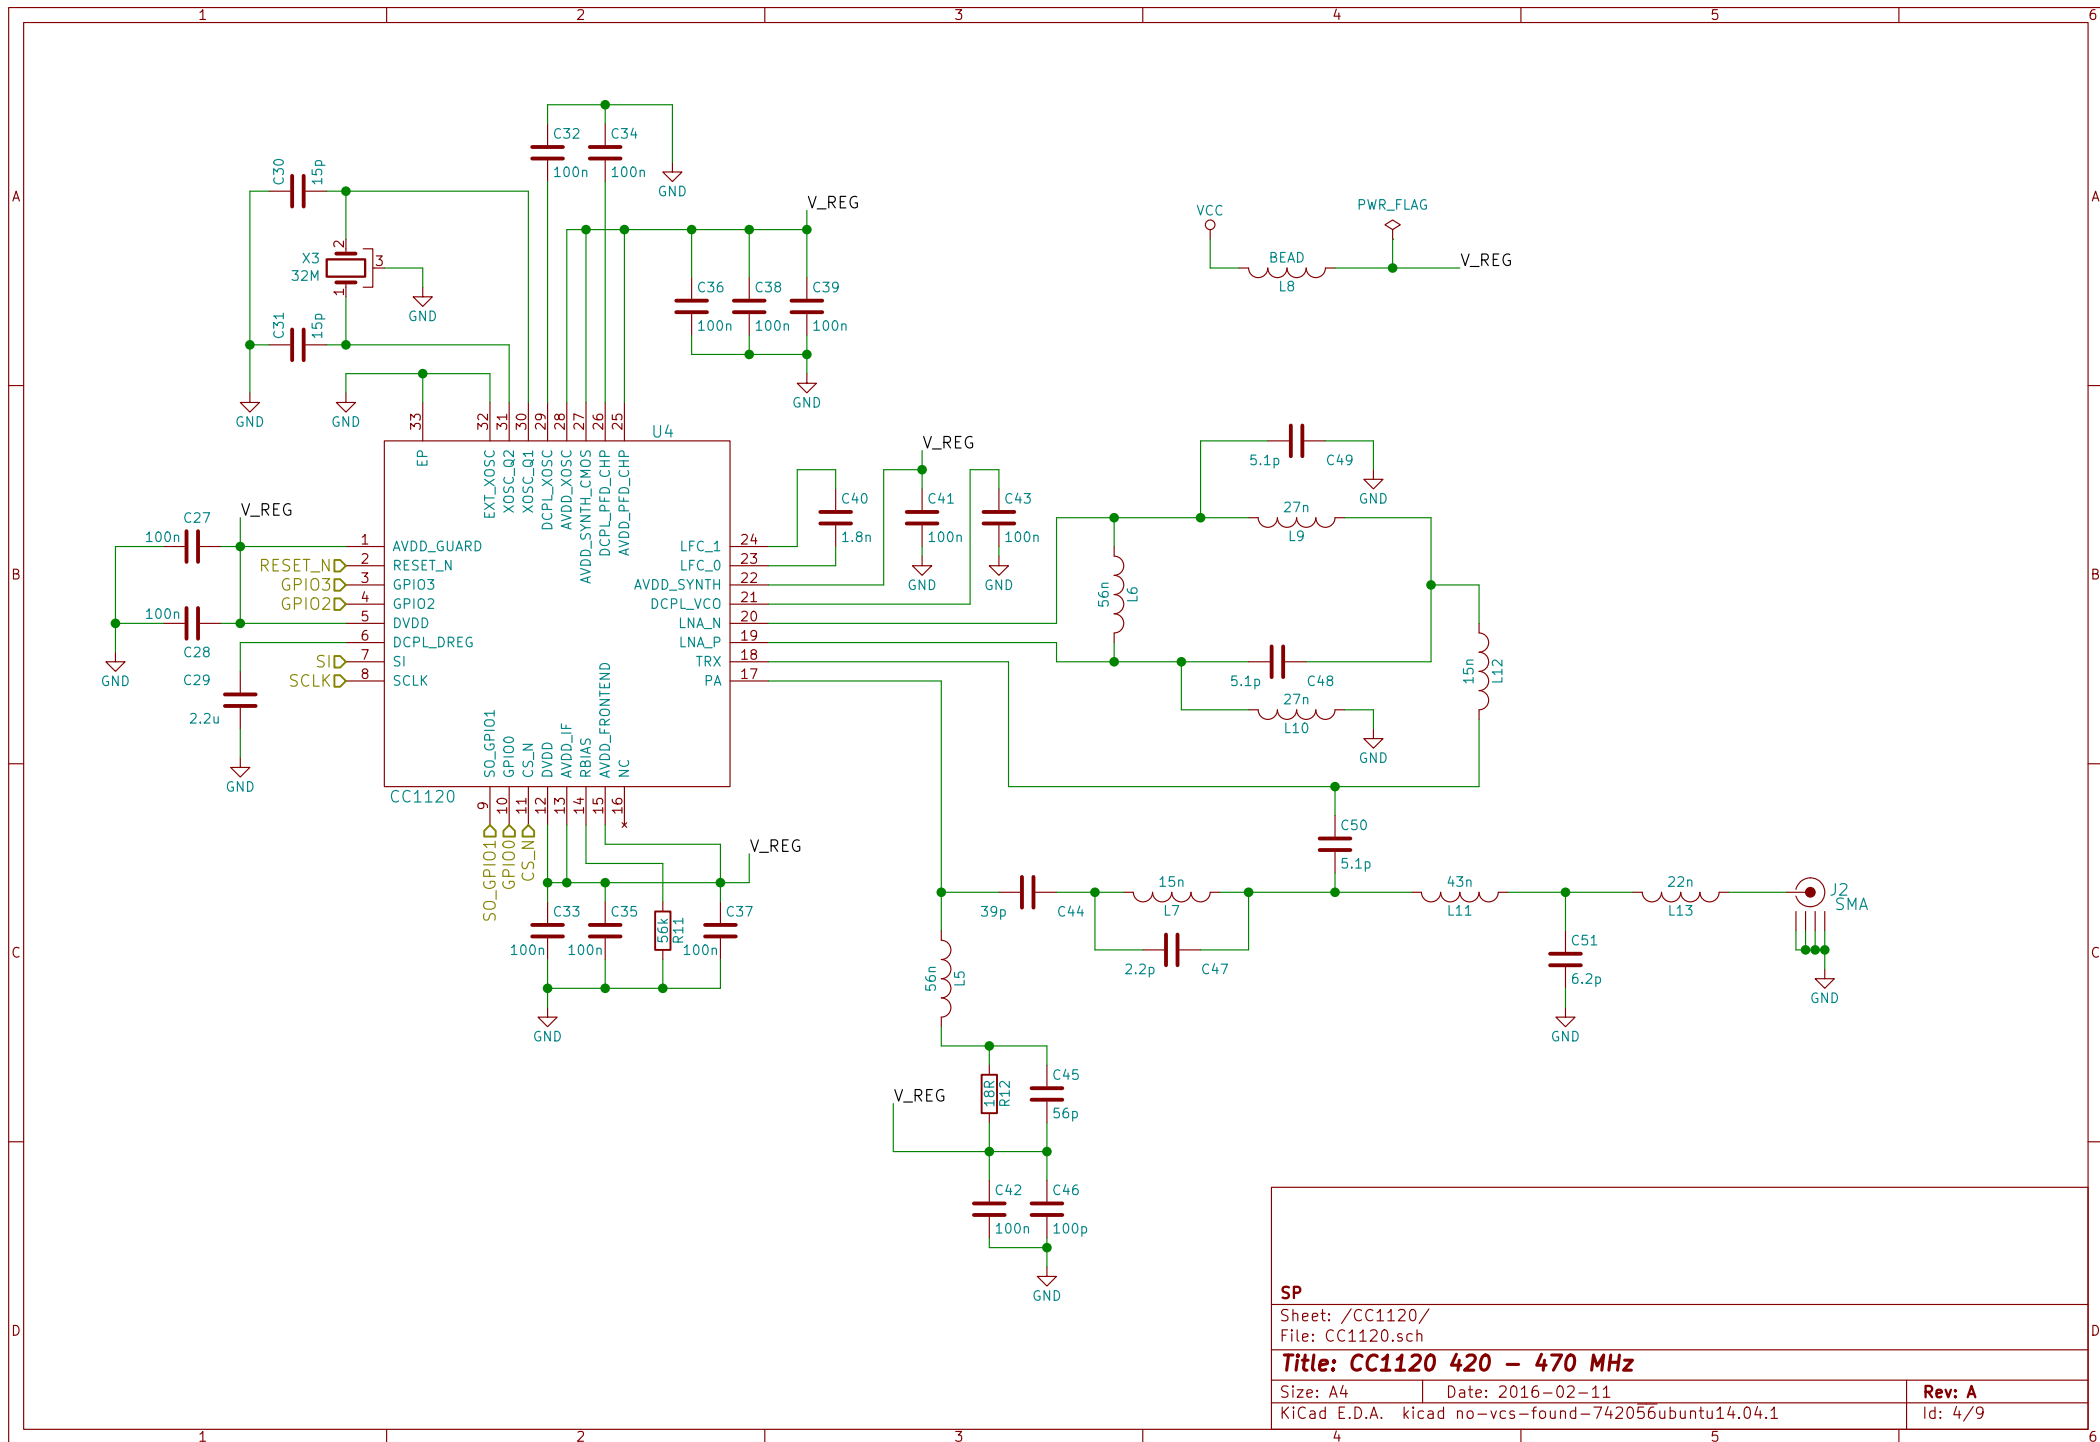 1 2 3 4 5 6
A A
B B
C C
D D
1 2 3 4 5 6
C32 C34
100n 100n
GND
C30 15p
X3
32M
2
3
1
GND
C31 15p
GND
GND
V_REG
C36 C38 C39
100n 100n 100n
GND
VCC
PWR_FLAG
BEAD
L8
V_REG
33 32 31 30 29 28 27 26 25
U4
EP
EXT_XOSC
XOSC_Q2
XOSC_Q1
DCPL_XOSC
AVDD_XOSC
AVDD_SYNTH_CMOS
DCPL_PFD_CHP
AVDD_PFD_CHP
V_REG
C27
100n
100n
C28
GND
C29
2.2u
GND
RESET_N
GPIO3
GPIO2
SI
SCLK
1 AVDD_GUARD
2 RESET_N
3 GPIO3
4 GPIO2
5 DVDD
6 DCPL_DREG
7 SI
8 SCLK
LFC_1 24
LFC_0 23
AVDD_SYNTH 22
DCPL_VCO 21
LNA_N 20
LNA_P 19
TRX 18
PA 17
SO_GPIO1
GPIO0
CS_N
DVDD
AVDD_IF
RBIAS
AVDD_FRONTEND
NC
CC1120
9 10 11 12 13 14 15 16
SO_GPIO1
GPIO0
CS_N
V_REG
C33 C35 C37
100n 100n 100n
56k R11
GND
V_REG
C40 C41 C43
1.8n 100n 100n
GND GND
5.1p C49
GND
27n
L9
56n L6
5.1p C48
27n
L10
GND
15n L12
C50
5.1p
39p C44
15n
L7
2.2p C47
43n
L11
22n
L13
J2
SMA
GND
C51
6.2p
GND
56n L5
18R R12
C45
56p
V_REG
C42 C46
100n 100p
GND
SP
Sheet: /CC1120/
File: CC1120.sch
Title: CC1120 420 – 470 MHz
Size: A4 Date: 2016-02-11 Rev: A
KiCad E.D.A. kicad no-vcs-found-742056ubuntu14.04.1 Id: 4/9